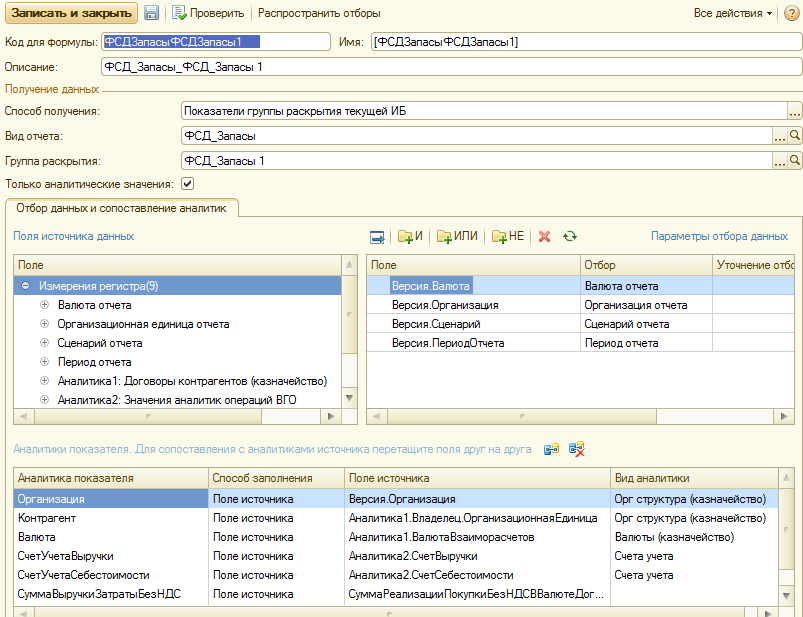 Записать и закрыть Проверить Распространить отборы Все действия
Код для формулы: ФСДЗапасыФСДЗапасы1 Имя: [ФСДЗапасыФСДЗапасы1]
Описание: ФСД_Запасы_ФСД_Запасы 1
Получение данных
Способ получения: Показатели группы раскрытия текущей ИБ ...
Вид отчета: ФСД_Запасы ...
Группа раскрытия: ФСД_Запасы 1 ...
Только аналитические значения:
Отбор данных и сопоставление аналитик
Поля источника данных И ИЛИ НЕ Параметры отбора данных
Поле Поле Отбор Уточнение отбо
Измерения регистра(9) Версия.Валюта Валюта отчета
Валюта отчета Версия.Организация Организация отчета
Организационная единица отчета Версия.Сценарий Сценарий отчета
Сценарий отчета Версия.ПериодОтчета Период отчета
Период отчета
Аналитика1: Договоры контрагентов (казначейство)
Аналитика2: Значения аналитик операций ВГО
Аналитики показателя. Для сопоставления с аналитиками источника перетащите поля друг на друга
Аналитика показателя Способ заполнения Поле источника Вид аналитики
Организация Поле источника Версия.Организация Орг структура (казначейство)
Контрагент Поле источника Аналитика1.Владелец.ОрганизационнаяЕдиница Орг структура (казначейство)
Валюта Поле источника Аналитика1.ВалютаВзаиморасчетов Валюты (казначейство)
СчетУчетаВыручки Поле источника Аналитика2.СчетВыручки Счета учета
СчетУчетаСебестоимости Поле источника Аналитика2.СчетСебестоимости Счета учета
СуммаВыручкиЗатратыБезНДС Поле источника СуммаРеализацииПокупкиБезНДСВВалютеДог...